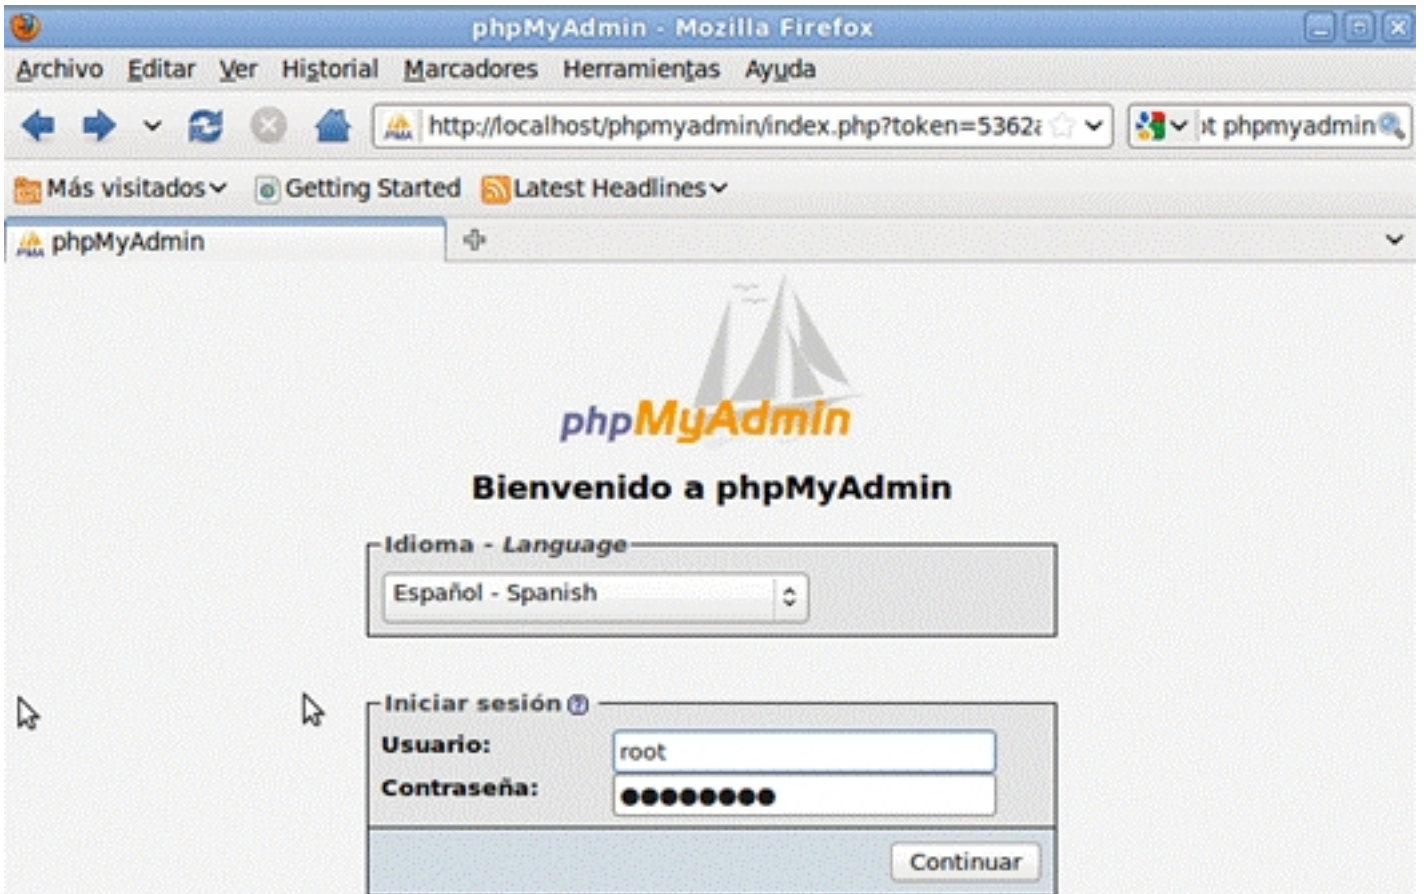 phpMyAdmin - Mozilla Firefox
Archivo Editar Ver Historial Marcadores Herramientas Ayuda
http://localhost/phpmyadmin/index.php?token=5362a phpmyadmin
Más visitados Getting Started Latest Headlines
phpMyAdmin
phpMyAdmin
Bienvenido a phpMyAdmin
Idioma - Language
Español - Spanish
Iniciar sesión
Usuario: root
Contraseña: ●●●●●●●●
Continuar